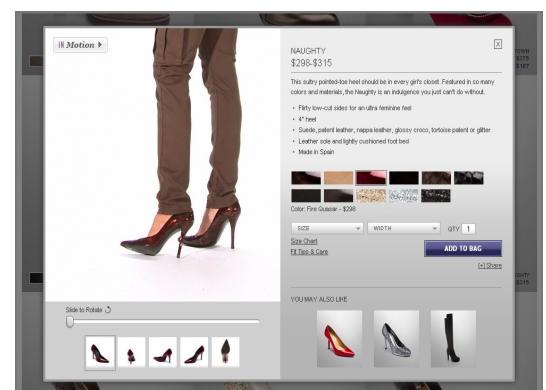 IN Motion
X
NAUGHTY
$298-$315
This sultry pointed-toe heel should be in every girl's closet. Featured in so many
colors and materials, the Naughty is an indulgence you just can't do without.
• Flirty low-cut sides for an ultra feminine feel
• 4" heel
• Suede, patent leather, nappa leather, glossy croco, tortoise patent or glitter
• Leather sole and lightly cushioned foot bed
• Made in Spain
Color: Fire Quasar - $298
SIZE WIDTH QTY 1
Size Chart
Fit Tips & Care
ADD TO BAG
[+] Share
Slide to Rotate
YOU MAY ALSO LIKE